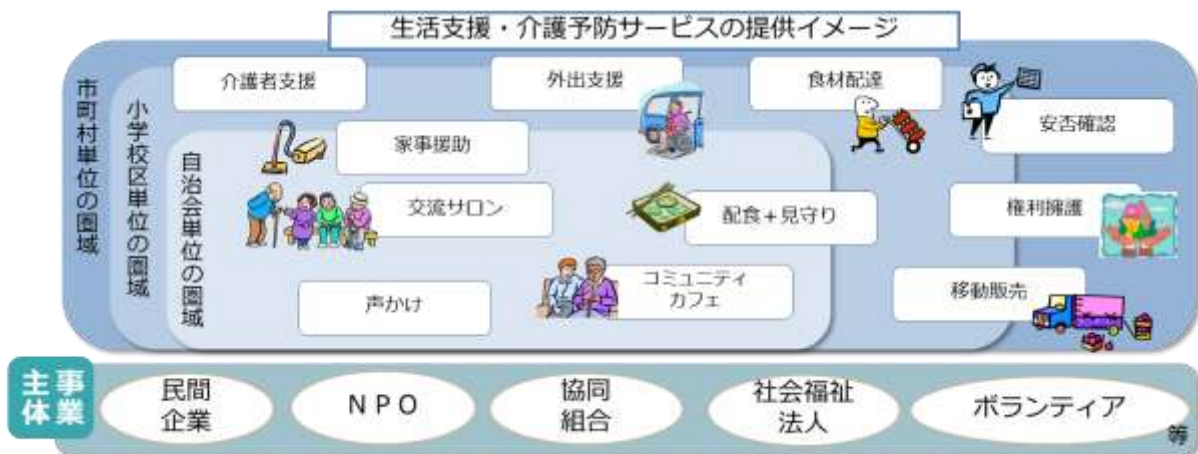 生活支援・介護予防サービスの提供イメージ
市町村単位の圏域
小学校区単位の圏域
自治会単位の圏域
介護者支援
外出支援
食材配達
安否確認
家事援助
交流サロン
配食+見守り
権利擁護
声かけ
コミュニティ
カフェ
移動販売
事業
主体
民間
企業
NPO
協同
組合
社会福祉
法人
ボランティア
等